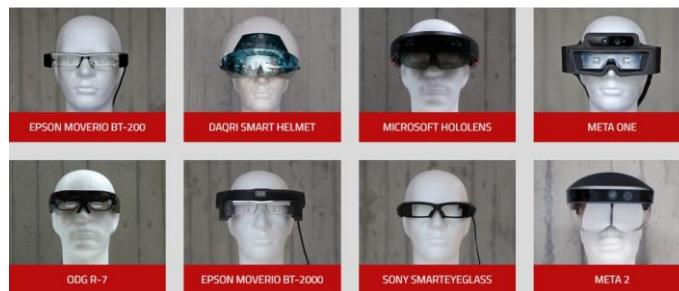 EPSON MOVERIO BT-200
DAQRI SMART HELMET
MICROSOFT HOLOLENS
META ONE
ODG R-7
EPSON MOVERIO BT-2000
SONY SMARTEYEGLASS
META 2